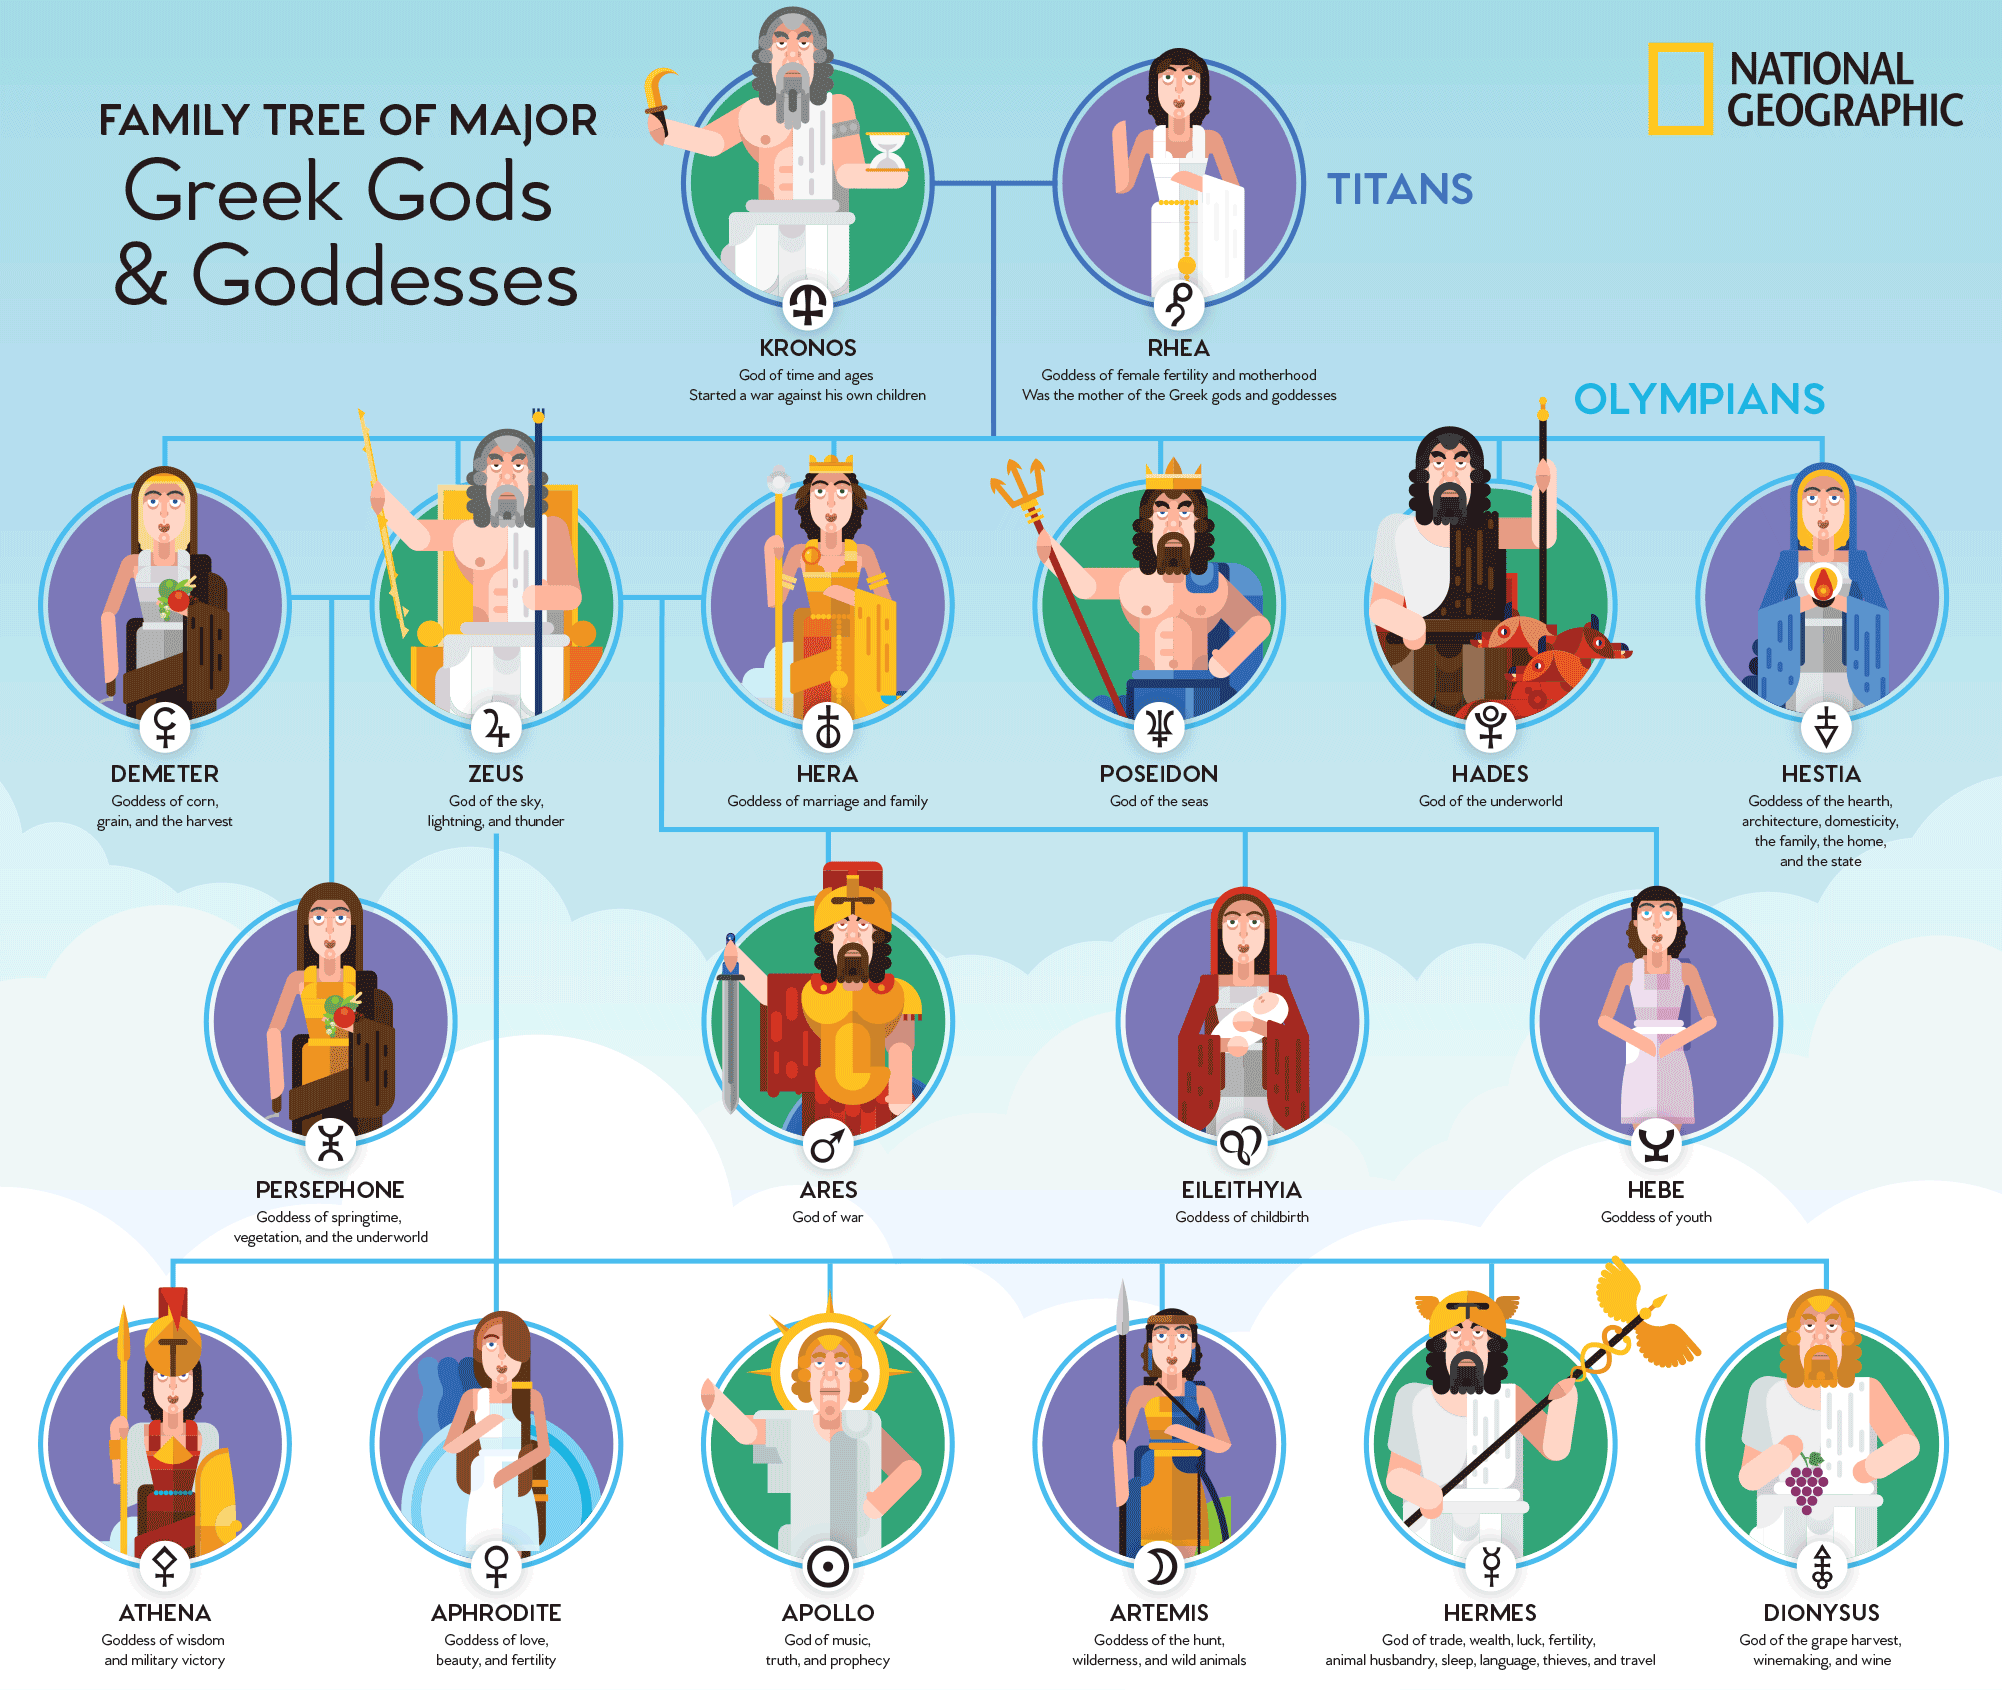 FAMILY TREE OF MAJOR
Greek Gods
& Goddesses
NATIONAL
GEOGRAPHIC
TITANS
KRONOS
God of time and ages
Started a war against his own children
RHEA
Goddess of female fertility and motherhood
Was the mother of the Greek gods and goddesses
OLYMPIANS
DEMETER
Goddess of corn,
grain, and the harvest
ZEUS
God of the sky,
lightning, and thunder
HERA
Goddess of marriage and family
POSEIDON
God of the seas
HADES
God of the underworld
HESTIA
Goddess of the hearth,
architecture, domesticity,
the family, the home,
and the state
PERSEPHONE
Goddess of springtime,
vegetation, and the underworld
ARES
God of war
EILEITHYIA
Goddess of childbirth
HEBE
Goddess of youth
ATHENA
Goddess of wisdom
and military victory
APHRODITE
Goddess of love,
beauty, and fertility
APOLLO
God of music,
truth, and prophecy
ARTEMIS
Goddess of the hunt,
wilderness, and wild animals
HERMES
God of trade, wealth, luck, fertility,
animal husbandry, sleep, language, thieves, and travel
DIONYSUS
God of the grape harvest,
winemaking, and wine